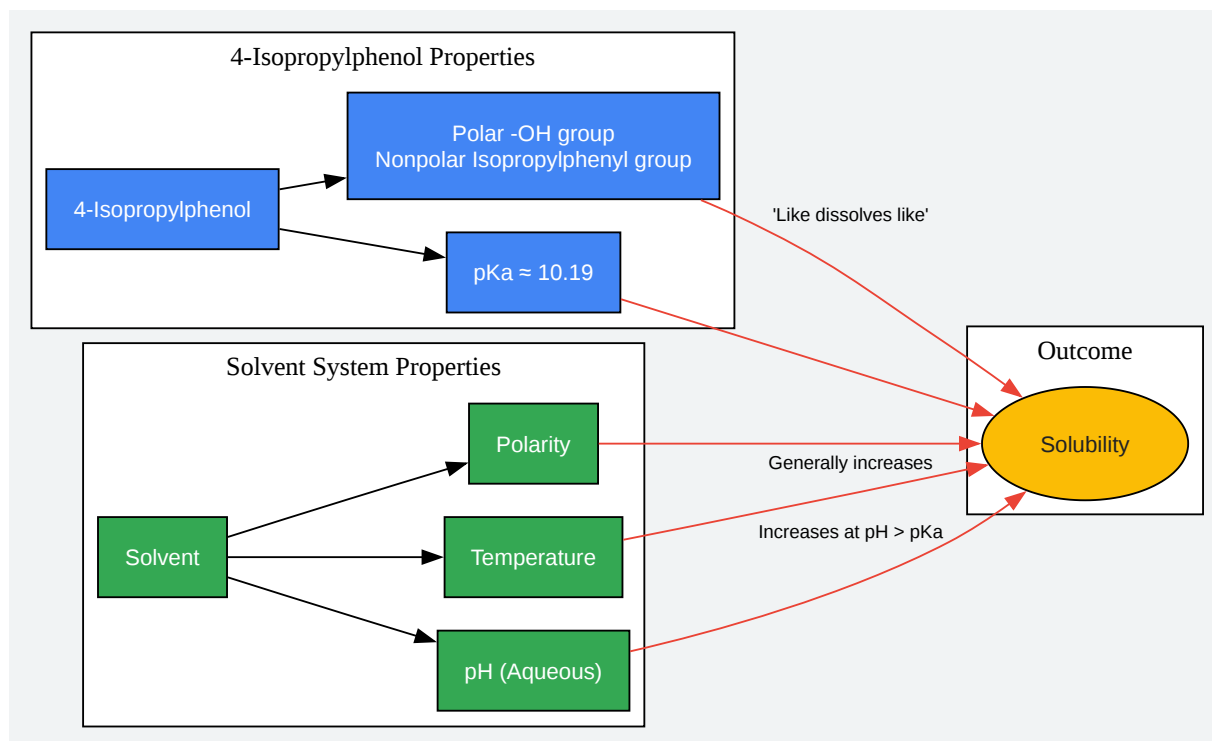 4-Isopropylphenol Properties
Polar -OH group
Nonpolar Isopropylphenyl group
4-Isopropylphenol
pKa ≈ 10.19
'Like dissolves like'
Solvent System Properties
Polarity
Solvent
Temperature
pH (Aqueous)
Generally increases
Increases at pH > pKa
Outcome
Solubility